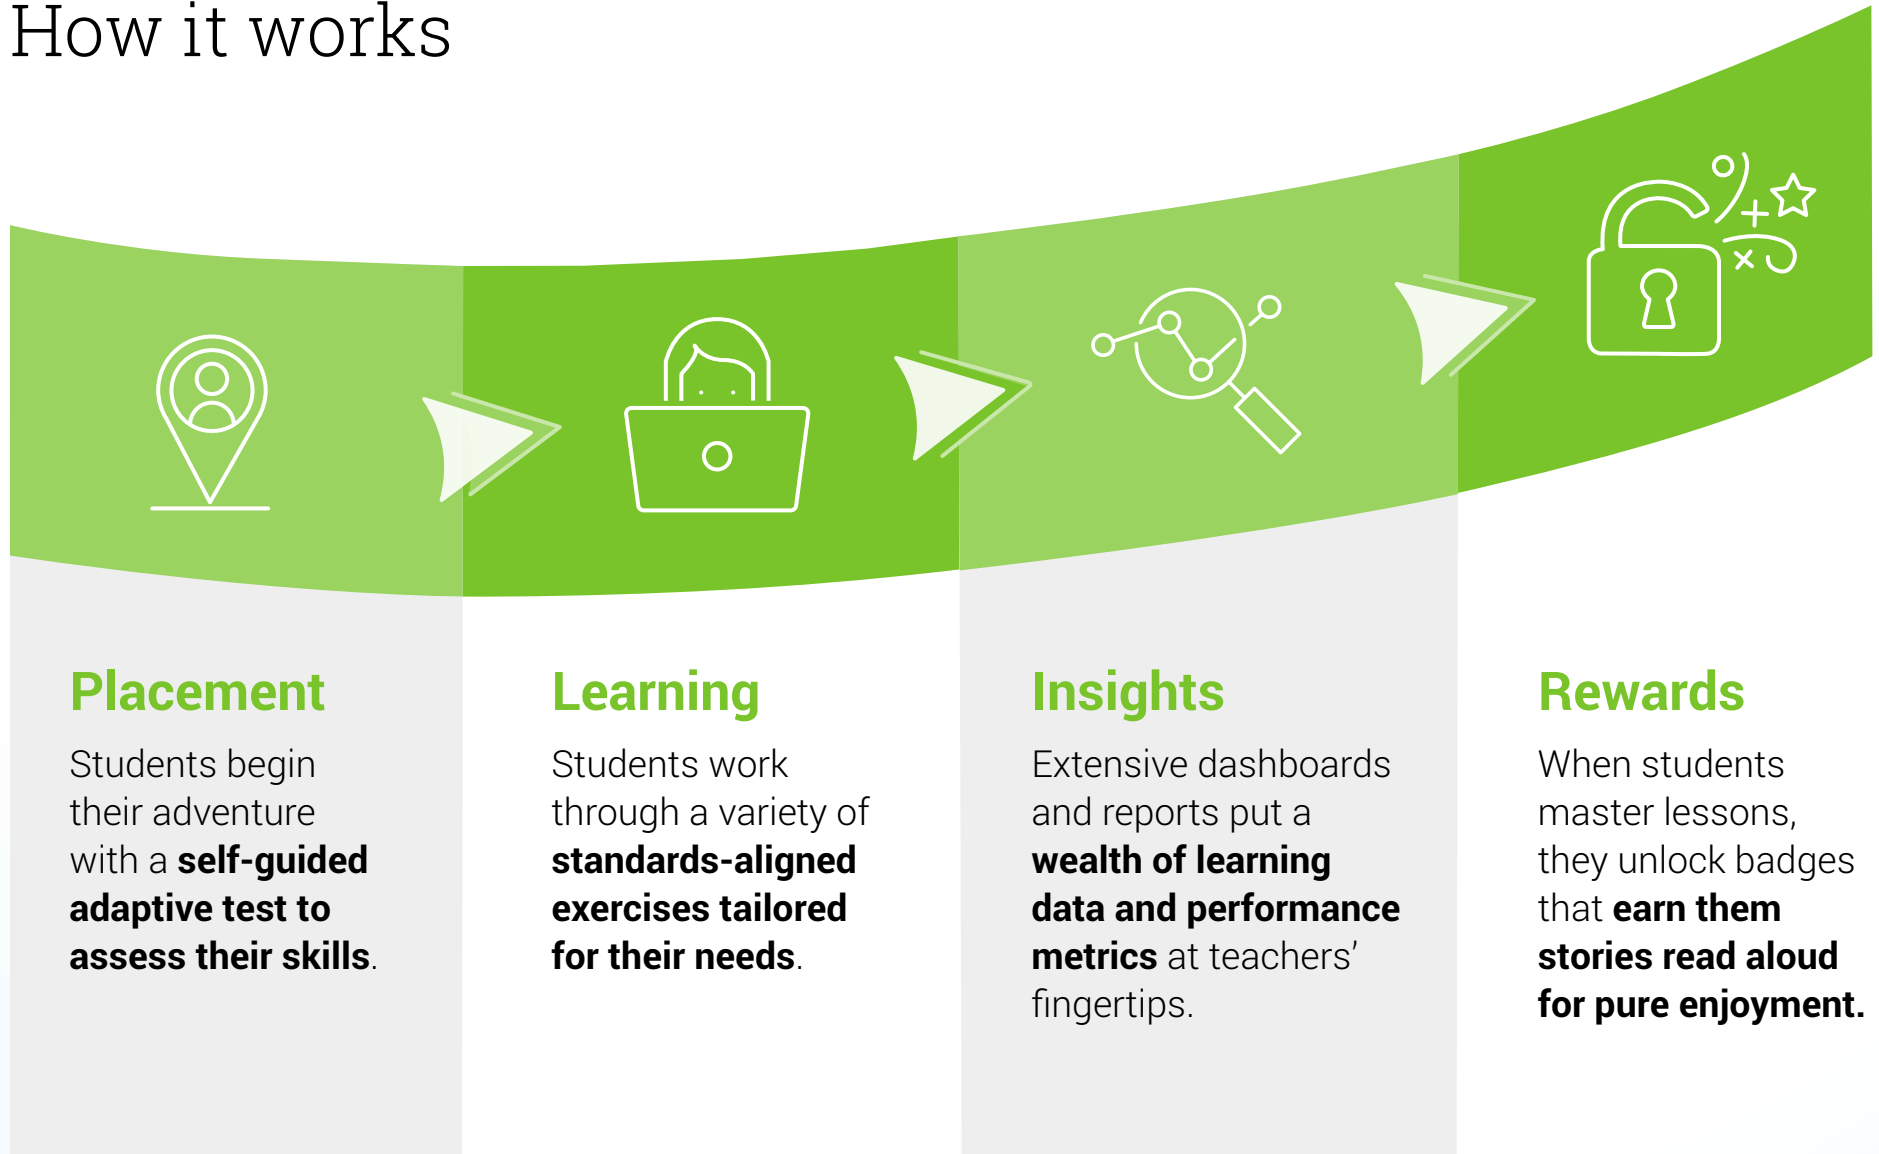 How it works
Placement
Students begin
their adventure
with a self-guided
adaptive test to
assess their skills.
Learning
Students work
through a variety of
standards-aligned
exercises tailored
for their needs.
Insights
Extensive dashboards
and reports put a
wealth of learning
data and performance
metrics at teachers’
fingertips.
Rewards
When students
master lessons,
they unlock badges
that earn them
stories read aloud
for pure enjoyment.